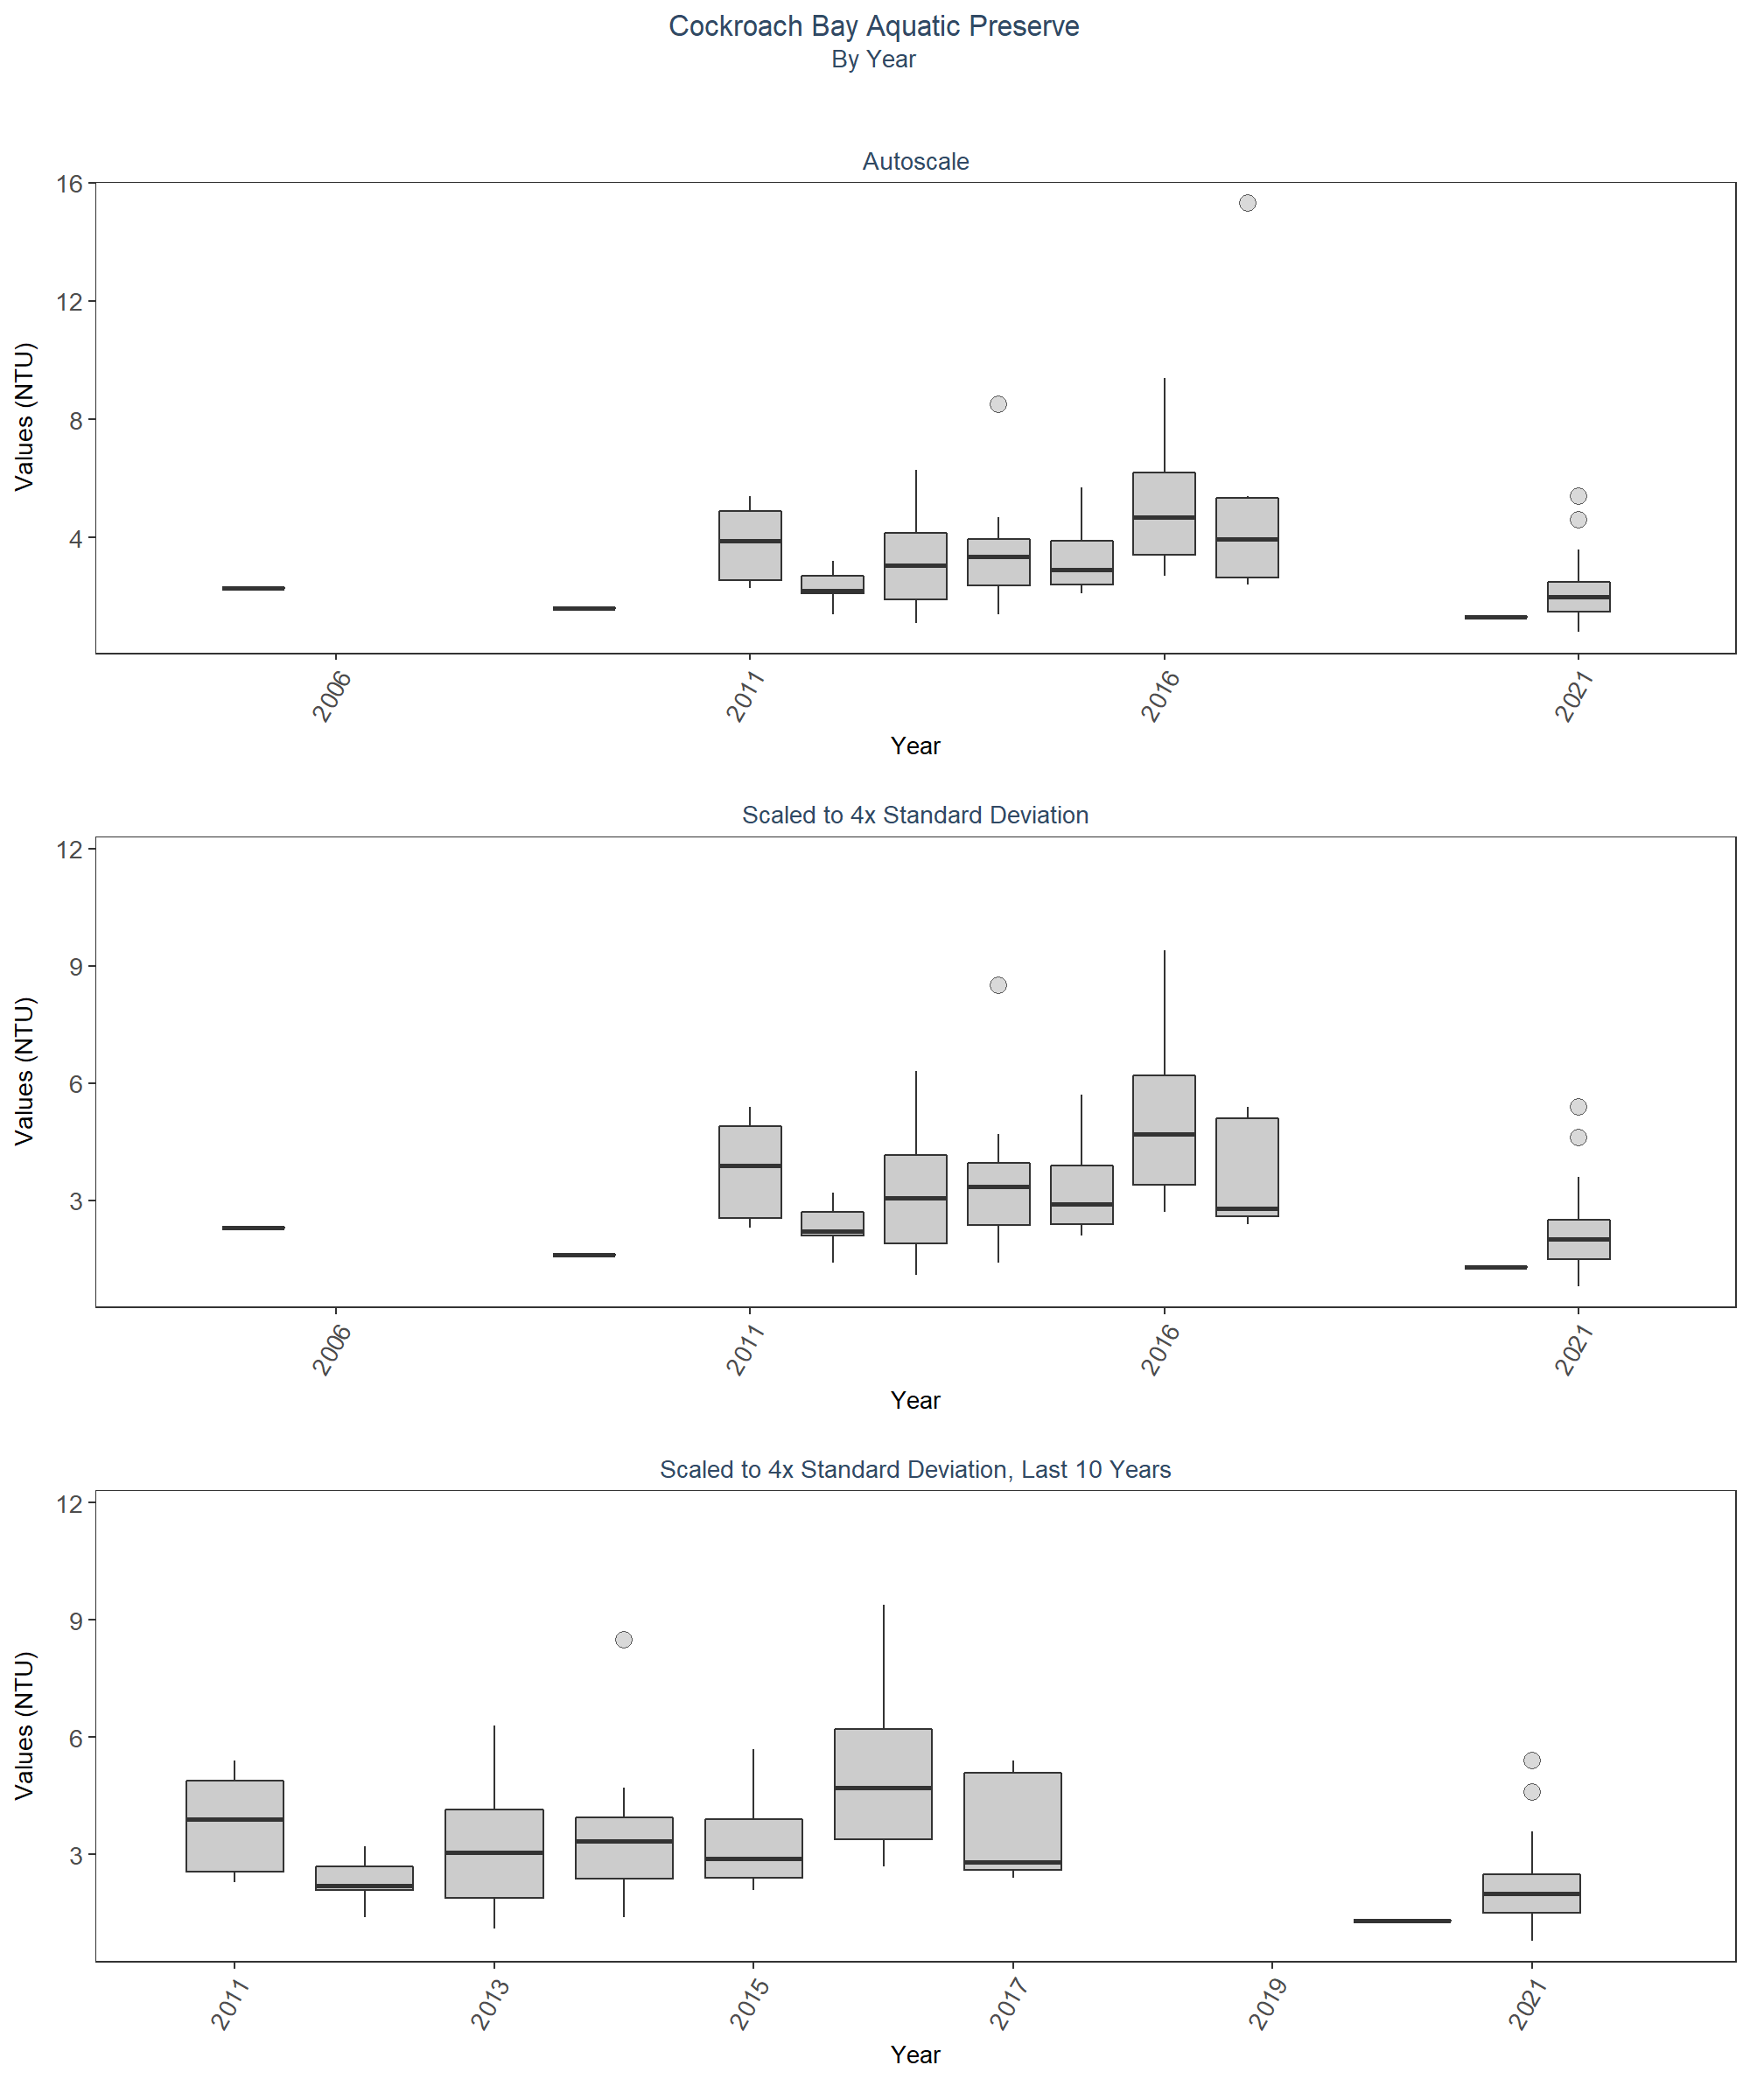 Cockroach Bay Aquatic Preserve
By Year
Autoscale
16
12
8
4
Values (NTU)
2006
2011
2016
2021
Year
Scaled to 4x Standard Deviation
12
9
6
3
Values (NTU)
2006
2011
2016
2021
Year
Scaled to 4x Standard Deviation, Last 10 Years
12
9
6
3
Values (NTU)
2011
2013
2015
2017
2019
2021
Year